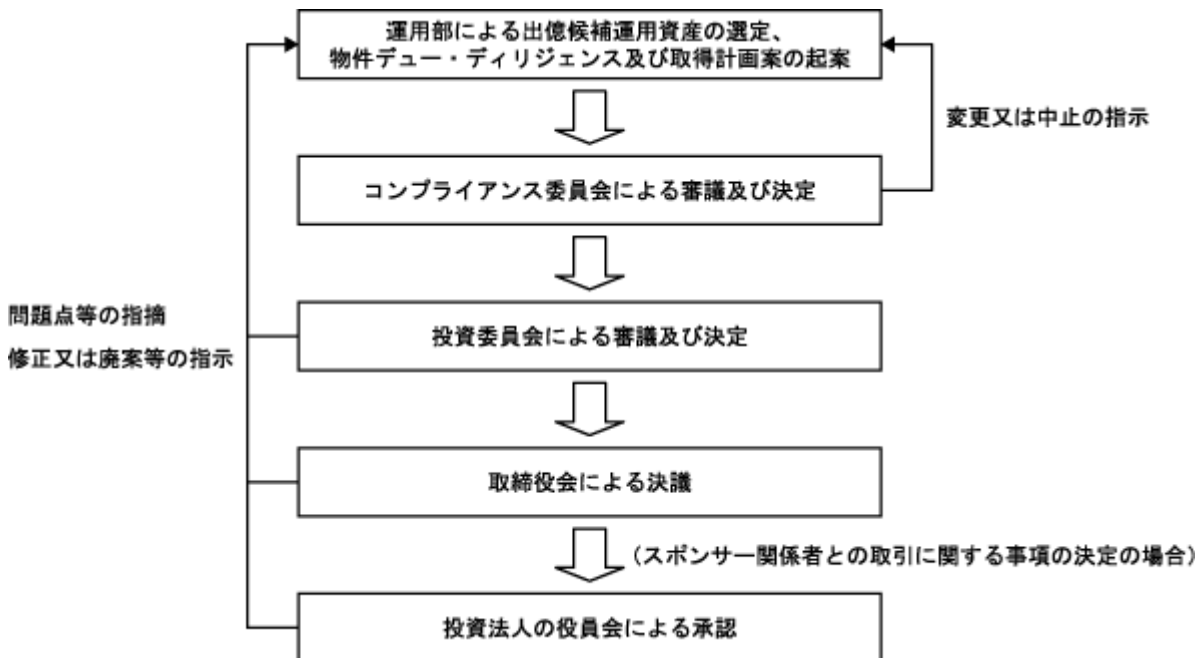 運用部による出億候補運用資産の選定、
物件デュー・ディリジェンス及び取得計画案の起案
変更又は中止の指示
コンプライアンス委員会による審議及び決定
問題点等の指摘
修正又は廃案等の指示
投資委員会による審議及び決定
取締役会による決議
（スポンサー関係者との取引に関する事項の決定の場合）
投資法人の役員会による承認